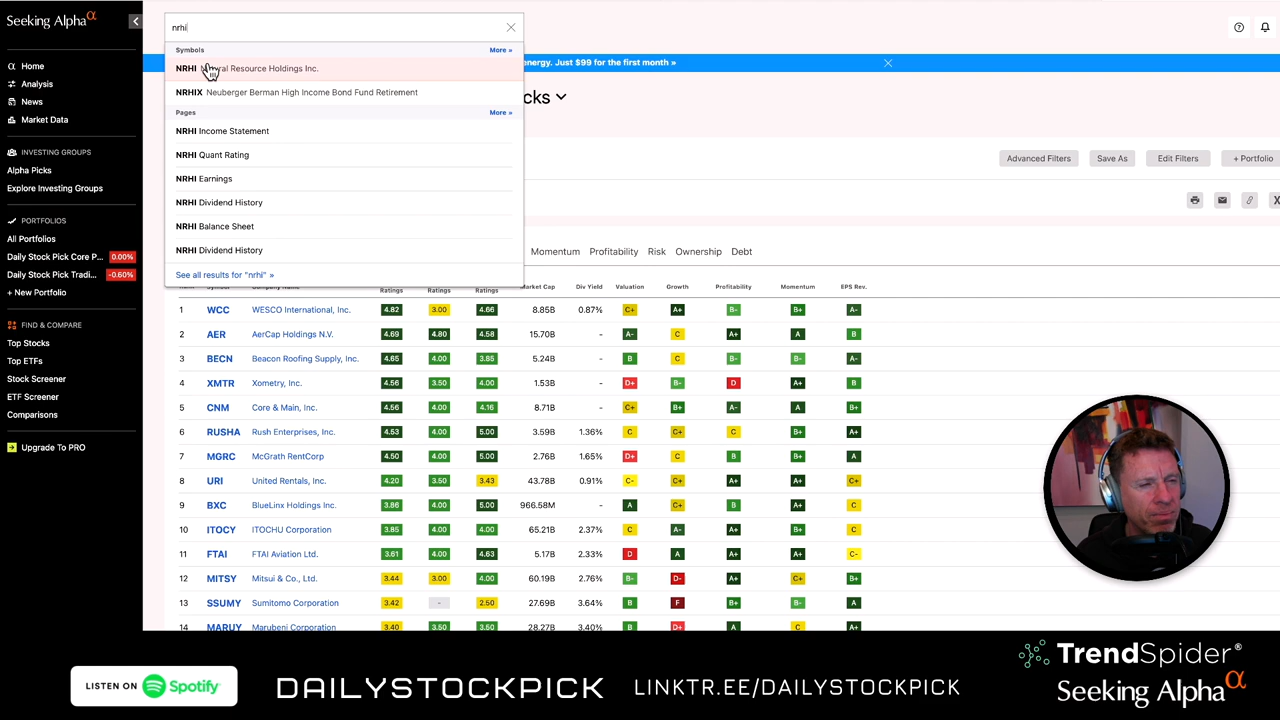 Seeking Alpha α
nrhi
Symbols More »
NRHI Natural Resource Holdings Inc.
energy. Just $99 for the first month »
NRHIX Neuberger Berman High Income Bond Fund Retirement
cks
Pages More »
NRHI Income Statement
NRHI Quant Rating
NRHI Earnings
NRHI Dividend History
NRHI Balance Sheet
NRHI Dividend History
See all results for "nrhi" »
Home
Analysis
News
Market Data
INVESTING GROUPS
Alpha Picks
Explore Investing Groups
PORTFOLIOS
All Portfolios
Daily Stock Pick Core P... 0.00%
Daily Stock Pick Tradi... -0.60%
+ New Portfolio
FIND & COMPARE
Top Stocks
Top ETFs
Stock Screener
ETF Screener
Comparisons
Upgrade To PRO
Advanced Filters Save As Edit Filters + Portfolio
Momentum Profitability Risk Ownership Debt
Ratings Ratings Ratings Market Cap Div Yield Valuation Growth Profitability Momentum EPS Rev.
1 WCC WESCO International, Inc. 4.82 3.00 4.66 8.85B 0.87% C+ A+ B- B+ A-
2 AER AerCap Holdings N.V. 4.69 4.80 4.58 15.70B - A- C C A B
3 BECN Beacon Roofing Supply, Inc. 4.65 4.00 3.85 5.24B - B C B- B- A-
4 XMTR Xometry, Inc. 4.56 3.50 4.00 1.53B - D+ B- D A+ B
5 CNM Core & Main, Inc. 4.56 4.00 4.16 8.71B - C+ B+ A- A B+
6 RUSHA Rush Enterprises, Inc. 4.53 4.00 5.00 3.59B 1.36% C C+ C B+ A+
7 MGRC McGrath RentCorp 4.50 4.00 5.00 2.76B 1.65% D+ C B B+ A
8 URI United Rentals, Inc. 4.20 3.50 3.43 43.78B 0.91% C- C+ A+ A+ C+
9 BXC BlueLinx Holdings Inc. 3.86 4.00 5.00 966.58M - A C+ B A+ C
10 ITOCY ITOCHU Corporation 3.85 4.00 4.00 65.21B 2.37% C A- A+ A+ C
11 FTAI FTAI Aviation Ltd. 3.61 4.00 4.63 5.17B 2.33% D A A+ A+ C-
12 MITSY Mitsui & Co., Ltd. 3.44 3.00 4.00 60.19B 2.76% B- D- A+ C+ B+
13 SSUMY Sumitomo Corporation 3.42 - 2.50 27.69B 3.64% B F B+ B- A
14 MARUY Marubeni Corporation 3.40 3.50 3.50 28.27B 3.40% B D+ A C A+
LISTEN ON Spotify
DAILYSTOCKPICK
LINKTR.EE/DAILYSTOCKPICK
TrendSpider®
Seeking Alpha α